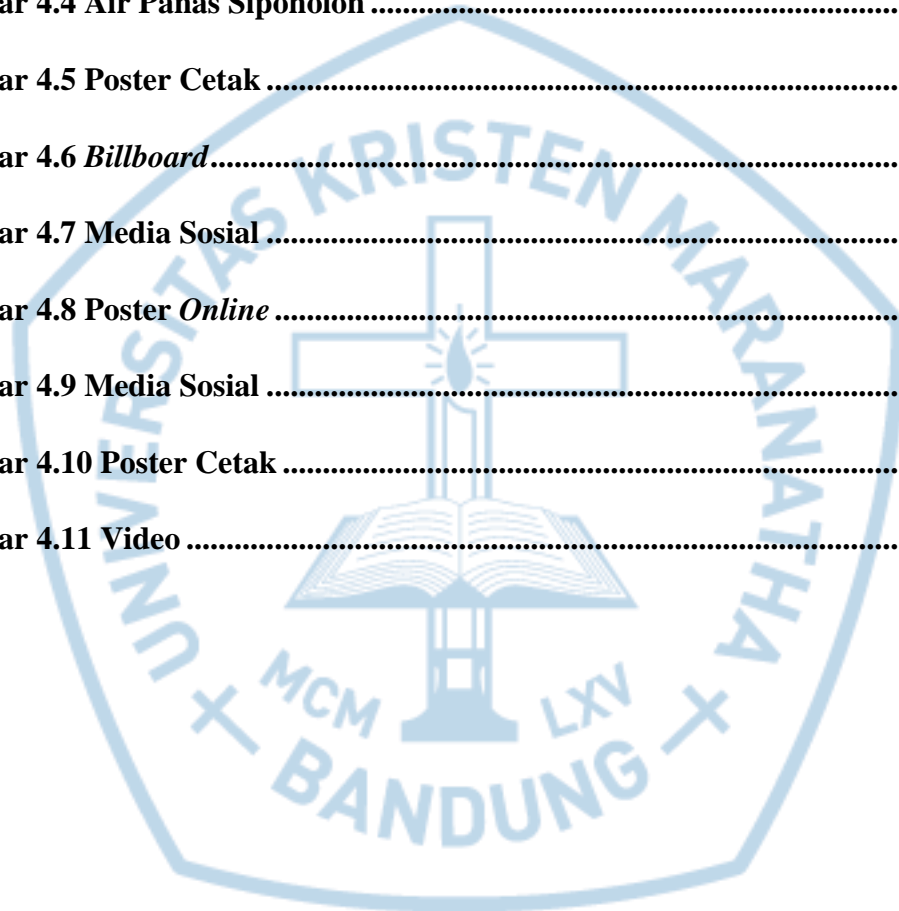 ar 4.4 Air Panas Sipoholon ................................................................
ar 4.5 Poster Cetak ................................................................
ar 4.6 Billboard ................................................................
ar 4.7 Media Sosial ................................................................
ar 4.8 Poster Online ................................................................
ar 4.9 Media Sosial ................................................................
ar 4.10 Poster Cetak ................................................................
ar 4.11 Video ................................................................
UNIVERSITAS KRISTEN MARANATHA
MCM LXV
BANDUNG